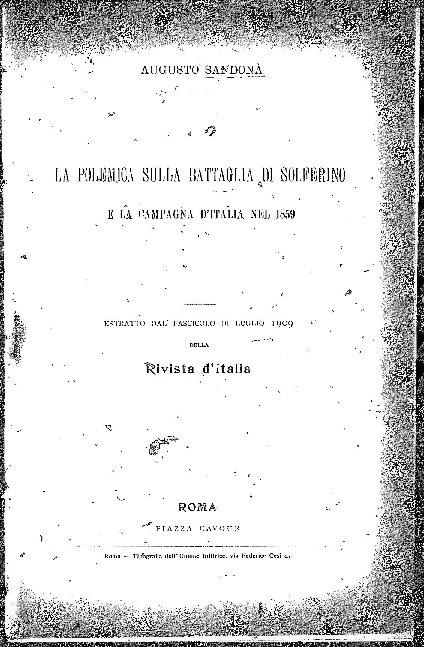 AUGUSTO SANDONÀ
LA POLEMICA SULLA BATTAGLIA DI SOLFERINO
E LA CAMPAGNA D'ITALIA NEL 1859
ESTRATTO DAL FASCICOLO DI LUGLIO 1909
DELLA
Rivista d'Italia
ROMA
PIAZZA CAVOUR
Roma — Tipografia dell'Unione Editrice, via Federico Cesi